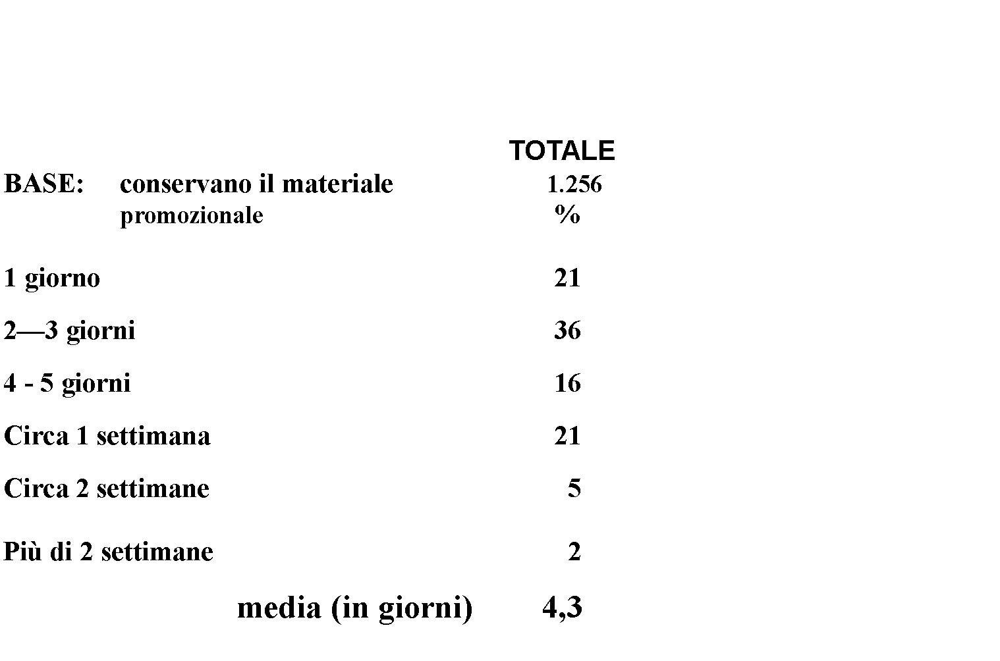 TOTALE
BASE: conservano il materiale 1.256
promozionale %
1 giorno 21
2—3 giorni 36
4 - 5 giorni 16
Circa 1 settimana 21
Circa 2 settimane 5
Più di 2 settimane 2
media (in giorni) 4,3